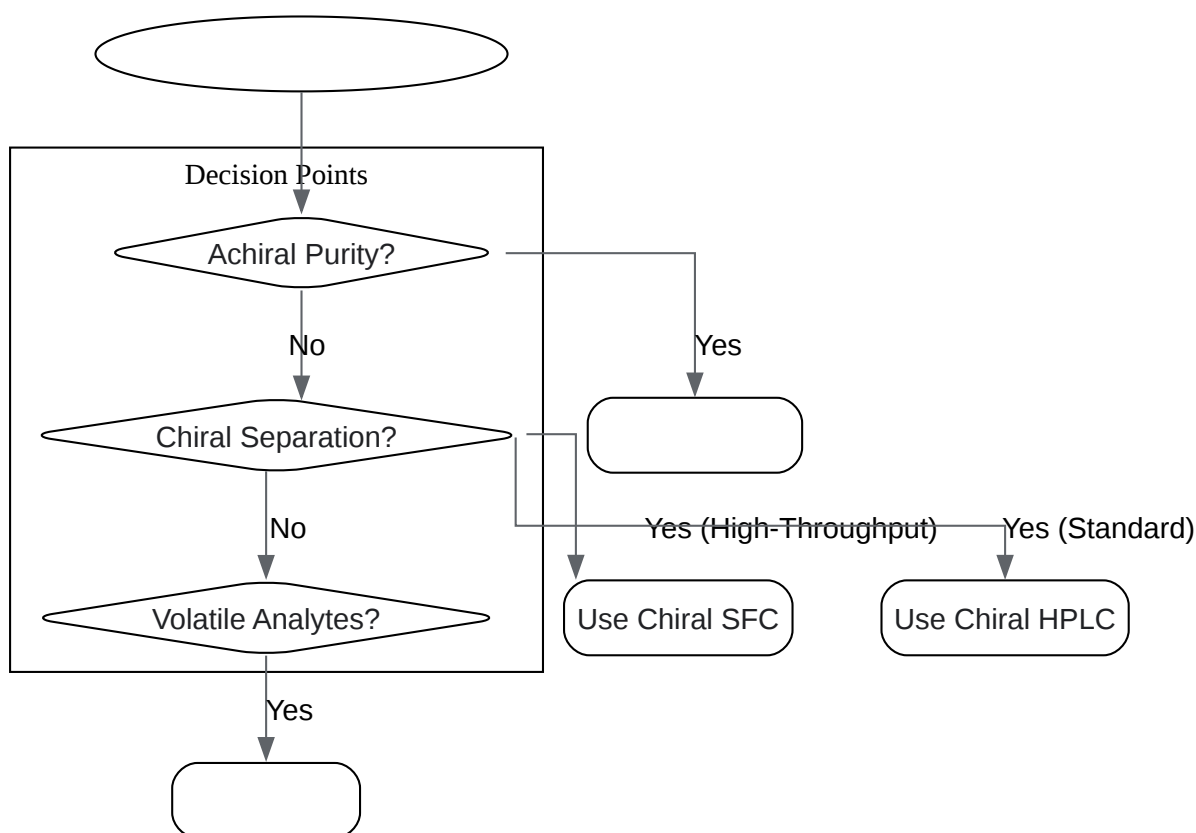 Decision Points
Achiral Purity?
No
Yes
Chiral Separation?
No
Yes (High-Throughput)
Yes (Standard)
Volatile Analytes?
Use Chiral SFC
Use Chiral HPLC
Yes